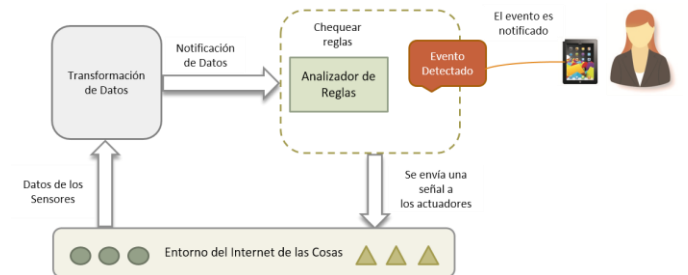 El evento es
notificado
Chequear
reglas
Notificación
de Datos
Evento
Detectado
Transformación
de Datos
Analizador de
Reglas
Datos de los
Sensores
Se envía una
señal a
los actuadores
Entorno del Internet de las Cosas